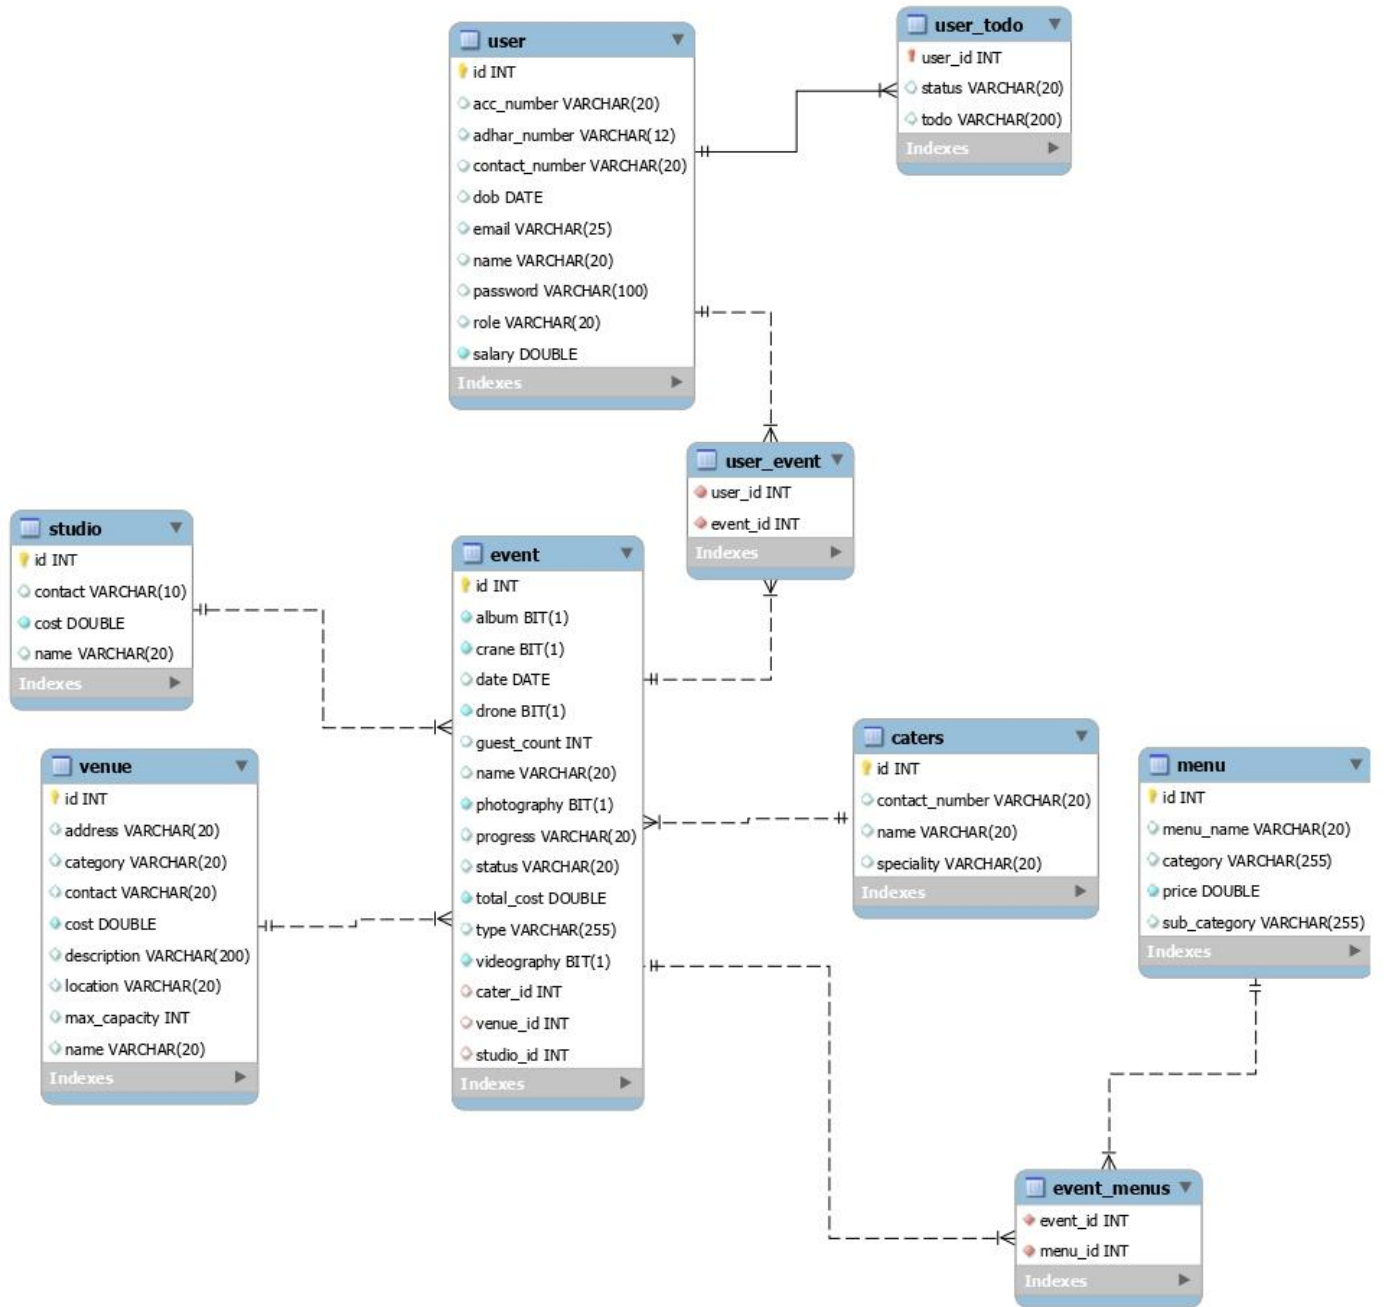 user
id INT
acc_number VARCHAR(20)
adhar_number VARCHAR(12)
contact_number VARCHAR(20)
dob DATE
email VARCHAR(25)
name VARCHAR(20)
password VARCHAR(100)
role VARCHAR(20)
salary DOUBLE
Indexes
user_todo
user_id INT
status VARCHAR(20)
todo VARCHAR(200)
Indexes
user_event
user_id INT
event_id INT
Indexes
studio
id INT
contact VARCHAR(10)
cost DOUBLE
name VARCHAR(20)
Indexes
event
id INT
album BIT(1)
crane BIT(1)
date DATE
drone BIT(1)
guest_count INT
name VARCHAR(20)
photography BIT(1)
progress VARCHAR(20)
status VARCHAR(20)
total_cost DOUBLE
type VARCHAR(255)
videography BIT(1)
cater_id INT
venue_id INT
studio_id INT
Indexes
venue
id INT
address VARCHAR(20)
category VARCHAR(20)
contact VARCHAR(20)
cost DOUBLE
description VARCHAR(200)
location VARCHAR(20)
max_capacity INT
name VARCHAR(20)
Indexes
caters
id INT
contact_number VARCHAR(20)
name VARCHAR(20)
speciality VARCHAR(20)
Indexes
menu
id INT
menu_name VARCHAR(20)
category VARCHAR(255)
price DOUBLE
sub_category VARCHAR(255)
Indexes
event_menus
event_id INT
menu_id INT
Indexes